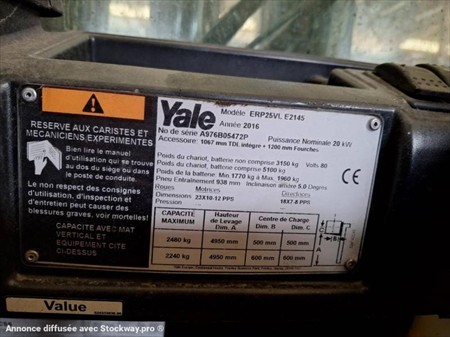 RESERVE AUX CARISTES ET
MECANICIENS EXPERIMENTES
Bien lire le manuel
d'utilisation qui se trouve
au dos du siège ou dans
le poste de conduite.
Le non respect des consignes
d'utilisation, d'inspection et
d'entretien peut causer de
blessures graves, voir mortelles!
CAPACITE AVEC MAT
VERTICAL ET
EQUIPEMENT CITE
CI-DESSUS
Yale
Modèle ERP25VL E2145
Année 2016
No de série A976B05472P
Puissance Nominale 20 kW
Accessoire: 1067 mm TDL intégré + 1200 mm Fourches
Poids du chariot, batterie non comprise 3150 kg Volts 80
Poids du chariot, batterie comprise 5100 kg
Poids de la batterie: Min 1770 kg à Max. 1960 kg
Pneu Entraînement 938 mm Inclinaison arrière 5.0 Degrés
Roues Motrices Directrices
Dimension 23X10-12 PPS 18X7-8 PPS
Pression
CAPACITE MAXIMUM
Hauteur de Levage Dim. A
Centre de Charge Dim. B Dim. C
2480 kg 4950 mm 500 mm 500 mm
2240 kg 4950 mm 600 mm 600 mm
CE
Value
Annonce diffusée avec Stockway.pro ®